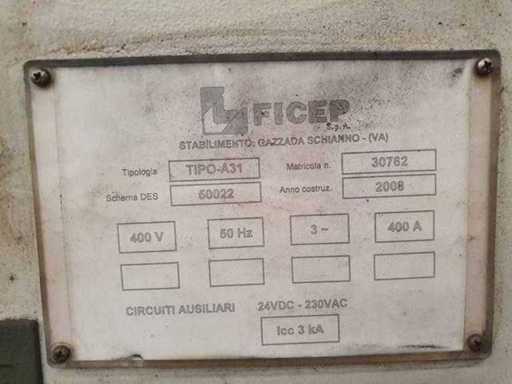 FICEP
S.p.A.
STABILIMENTO: GAZZADA SCHIANNO - (VA)
Tipologia TIPO-A31 Matricola n. 30762
Schema DES 50022 Anno costruz. 2008
400 V 50 Hz 3 ~ 400 A
CIRCUITI AUSILIARI 24VDC - 230VAC
Icc 3 kA